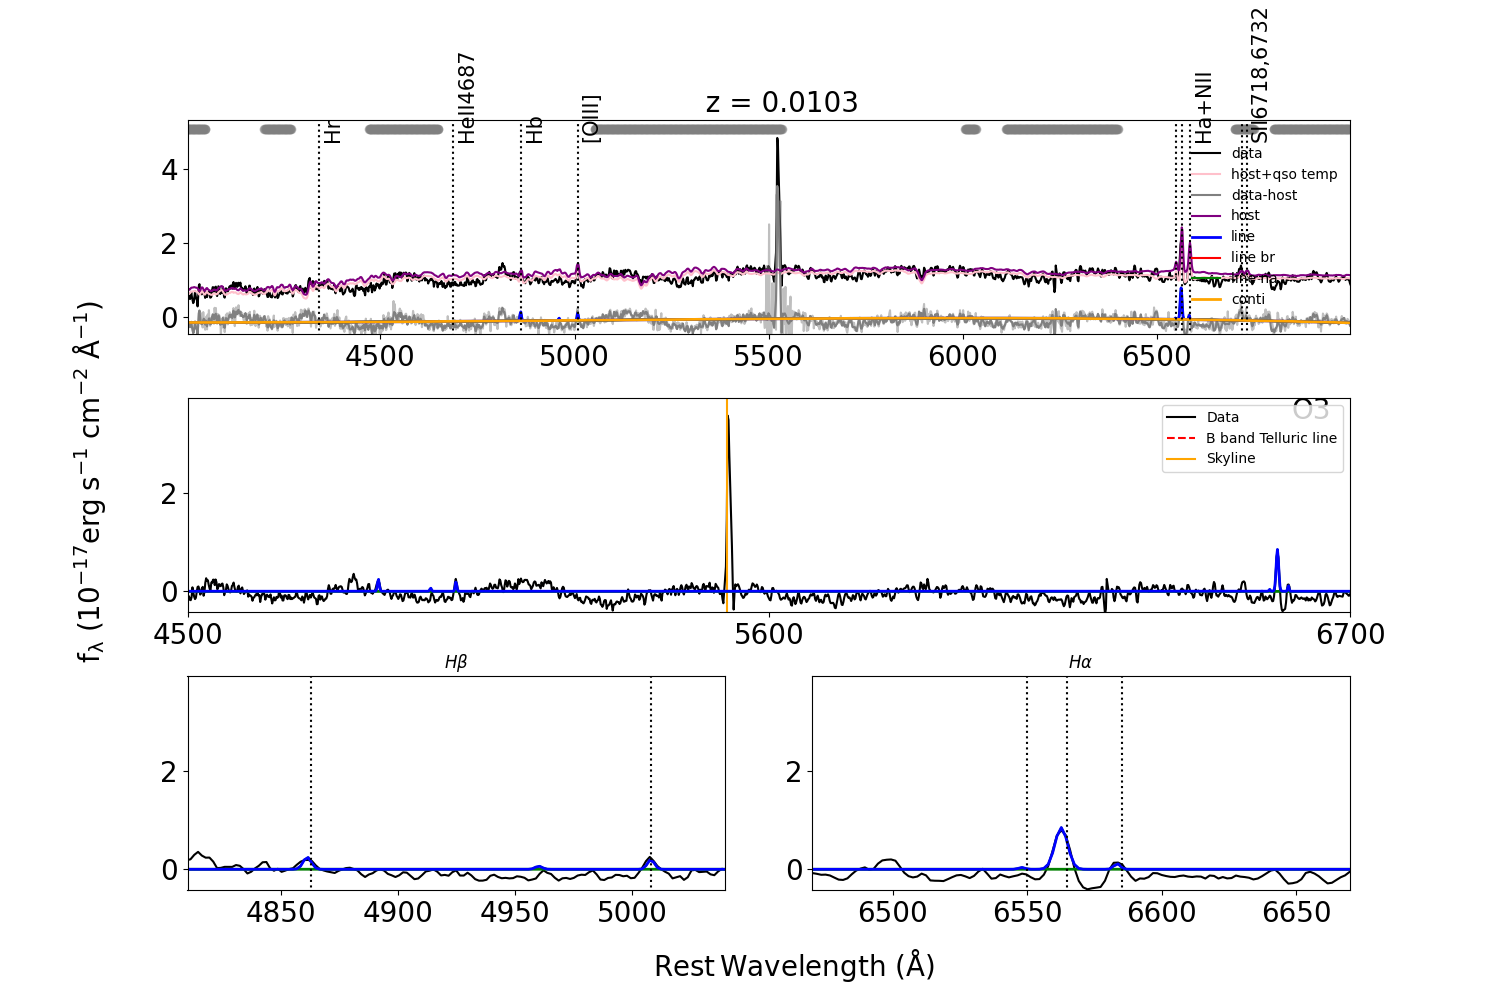 z = 0.0103
Hr
HeII4687
Hb
[OIII]
Ha+NII
SII6718,6732
data
host+qso temp
data-host
host
line
line br
conti
4
2
0
4500
5000
5500
6000
6500
O3
Data
B band Telluric line
Skyline
2
0
4500
5600
6700
fλ (10⁻¹⁷erg s⁻¹ cm⁻² Å⁻¹)
Hβ
2
0
4850
4900
4950
5000
Hα
2
0
6500
6550
6600
6650
Rest Wavelength (Å)